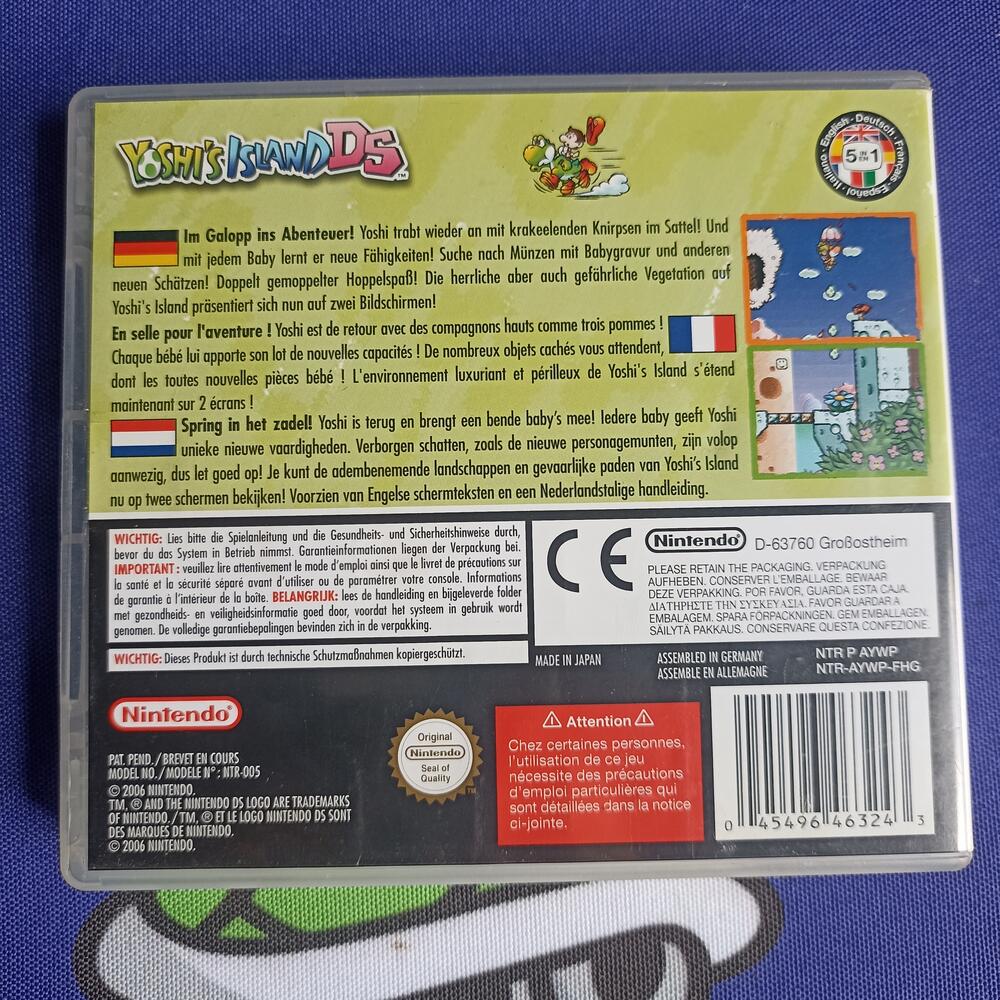 YOSHI'S ISLAND DS™
English · Deutsch · Français · Español · Italiano
5 IN EN 1
Im Galopp ins Abenteuer! Yoshi trabt wieder an mit krakeelenden Knirpsen im Sattel! Und
mit jedem Baby lernt er neue Fähigkeiten! Suche nach Münzen mit Babygravur und anderen
neuen Schätzen! Doppelt gemoppelter Hoppelspaß! Die herrliche aber auch gefährliche Vegetation auf
Yoshi's Island präsentiert sich nun auf zwei Bildschirmen!
En selle pour l'aventure ! Yoshi est de retour avec des compagnons hauts comme trois pommes !
Chaque bébé lui apporte son lot de nouvelles capacités ! De nombreux objets cachés vous attendent,
dont les toutes nouvelles pièces bébé ! L'environnement luxuriant et périlleux de Yoshi's Island s'étend
maintenant sur 2 écrans !
Spring in het zadel! Yoshi is terug en brengt een bende baby's mee! Iedere baby geeft Yoshi
unieke nieuwe vaardigheden. Verborgen schatten, zoals de nieuwe personagemunten, zijn volop
aanwezig, dus let goed op! Je kunt de adembenemende landschappen en gevaarlijke paden van Yoshi's Island
nu op twee schermen bekijken! Voorzien van Engelse schermteksten en een Nederlandstalige handleiding.
WICHTIG: Lies bitte die Spielanleitung und die Gesundheits- und Sicherheitshinweise durch,
bevor du das System in Betrieb nimmst. Garantieinformationen liegen der Verpackung bei.
IMPORTANT : veuillez lire attentivement le mode d'emploi ainsi que le livret de précautions sur
la santé et la sécurité séparé avant d'utiliser ou de paramétrer votre console. Informations
de garantie à l'intérieur de la boîte. BELANGRIJK: lees de handleiding en bijgeleverde folder
met gezondheids- en veiligheidsinformatie goed door, voordat het systeem in gebruik wordt
genomen. De volledige garantiebepalingen bevinden zich in de verpakking.
WICHTIG: Dieses Produkt ist durch technische Schutzmaßnahmen kopiergeschützt.
CE
Nintendo® D-63760 Großostheim
PLEASE RETAIN THE PACKAGING. VERPACKUNG
AUFHEBEN. CONSERVER L'EMBALLAGE. BEWAAR
DEZE VERPAKKING. POR FAVOR, GUARDA ESTA CAJA.
ΔΙΑΤΗΡΗΣΤΕ ΤΗΝ ΣΥΣΚΕΥΑΣΙΑ. FAVOR GUARDAR A
EMBALAGEM. SPARA FÖRPACKNINGEN. GEM EMBALLAGEN.
SÄILYTÄ PAKKAUS. CONSERVARE QUESTA CONFEZIONE.
MADE IN JAPAN
ASSEMBLED IN GERMANY
ASSEMBLE EN ALLEMAGNE
NTR P AYWP
NTR-AYWP-FHG
Nintendo®
PAT. PEND./BREVET EN COURS
MODEL NO./MODELE N° : NTR-005
© 2006 NINTENDO.
TM, ® AND THE NINTENDO DS LOGO ARE TRADEMARKS
OF NINTENDO./TM, ® ET LE LOGO NINTENDO DS SONT
DES MARQUES DE NINTENDO.
© 2006 NINTENDO.
Original
Nintendo®
Seal of
Quality
TM
⚠ Attention ⚠
Chez certaines personnes,
l'utilisation de ce jeu
nécessite des précautions
d'emploi particulières qui
sont détaillées dans la notice
ci-jointe.
0 45496 46324 3